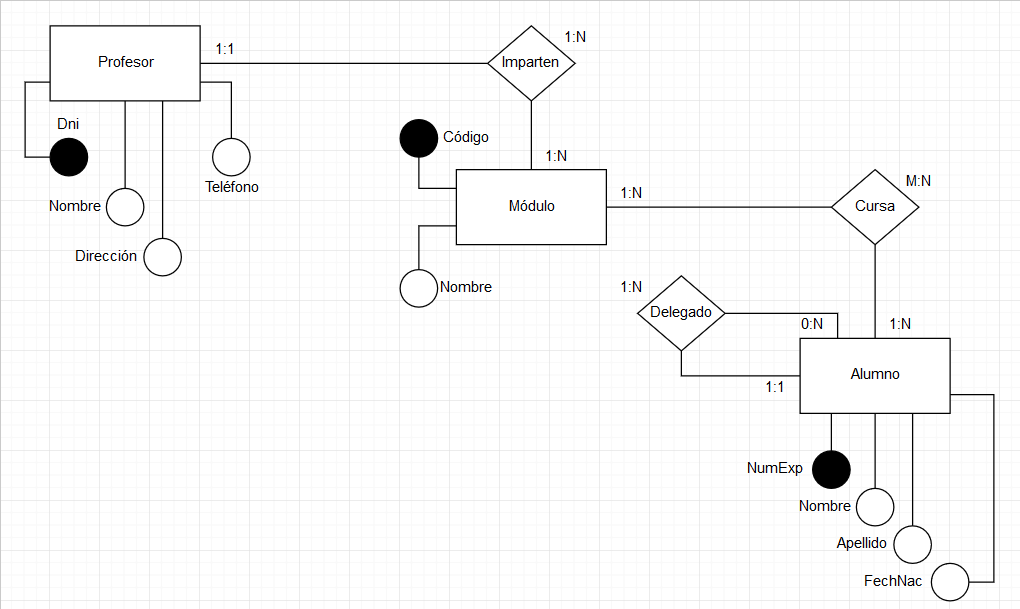 1:N
1:1
Profesor
Imparten
Dni
Código
1:N
Teléfono
M:N
Nombre
1:N
Módulo
Cursa
Dirección
Nombre
1:N
Delegado
0:N
1:N
Alumno
1:1
NumExp
Nombre
Apellido
FechNac